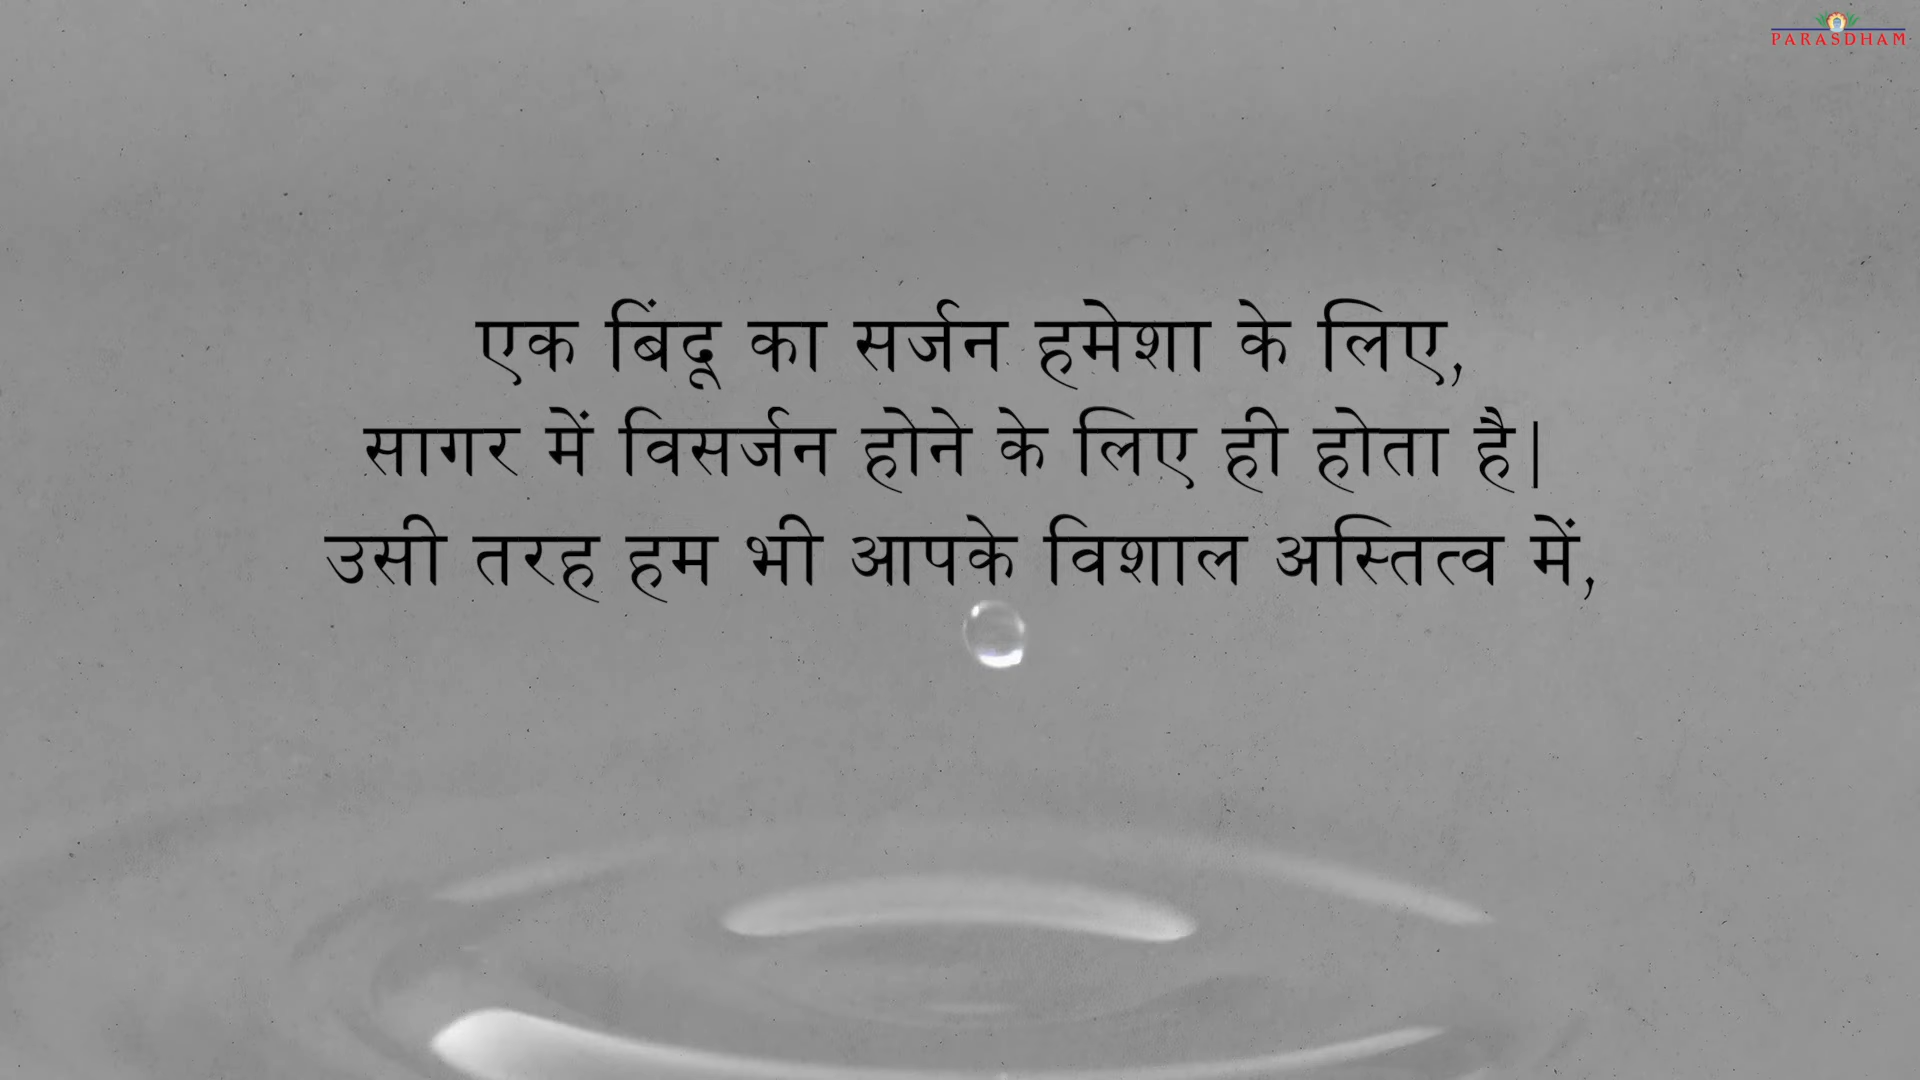 PARASDHAM
एक बिंदू का सर्जन हमेशा के लिए,
सागर में विसर्जन होने के लिए ही होता है|
उसी तरह हम भी आपके विशाल अस्तित्व में,